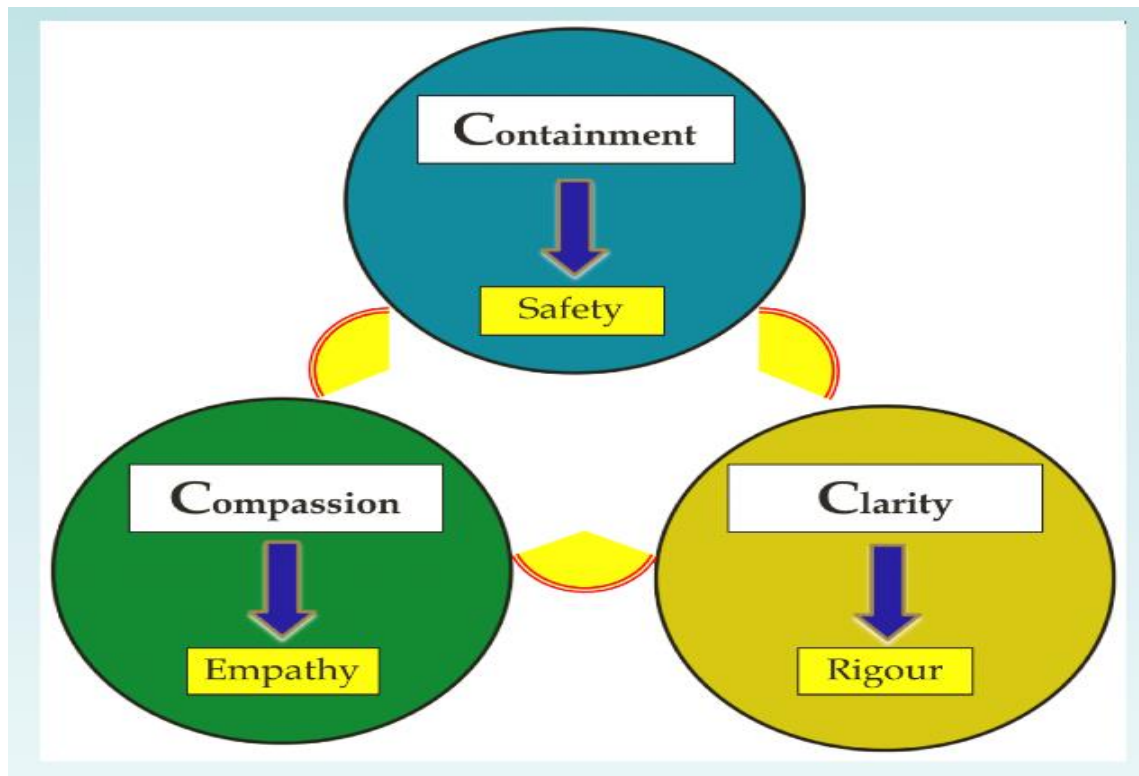 Containment
Safety
Compassion
Clarity
Empathy
Rigour